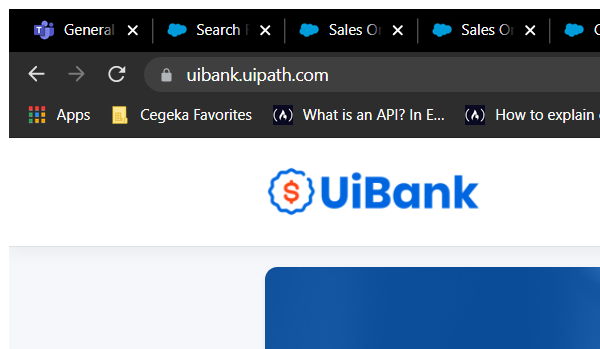 General Search Sales Or Sales Or
uibank.uipath.com
Apps Cegeka Favorites What is an API? In E... How to explain
UiBank